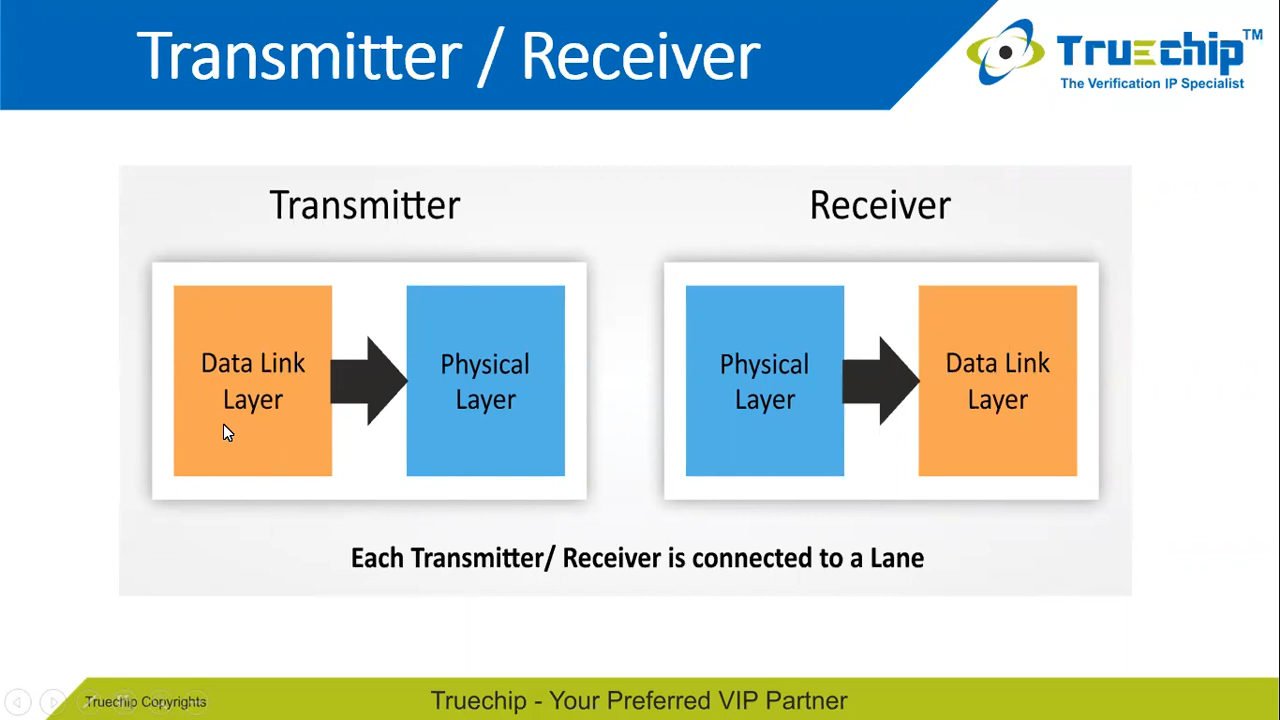 Transmitter / Receiver
Truechip™
The Verification IP Specialist
Transmitter
Receiver
Data Link
Layer
Physical
Layer
Physical
Layer
Data Link
Layer
Each Transmitter/ Receiver is connected to a Lane
Truechip Copyrights
Truechip - Your Preferred VIP Partner